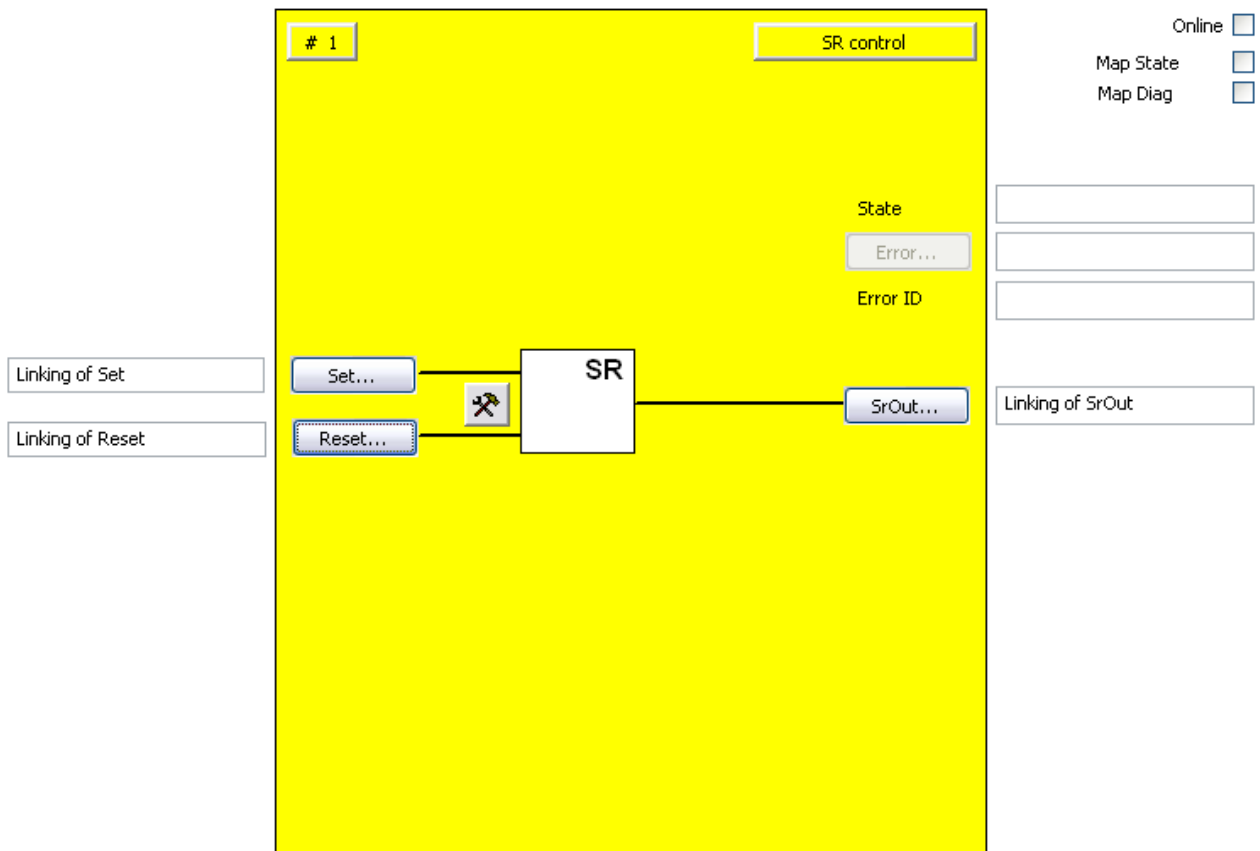 # 1
SR control
Online
Map State
Map Diag
State
Error...
Error ID
Linking of Set
Set...
SR
SrOut...
Linking of SrOut
Linking of Reset
Reset...